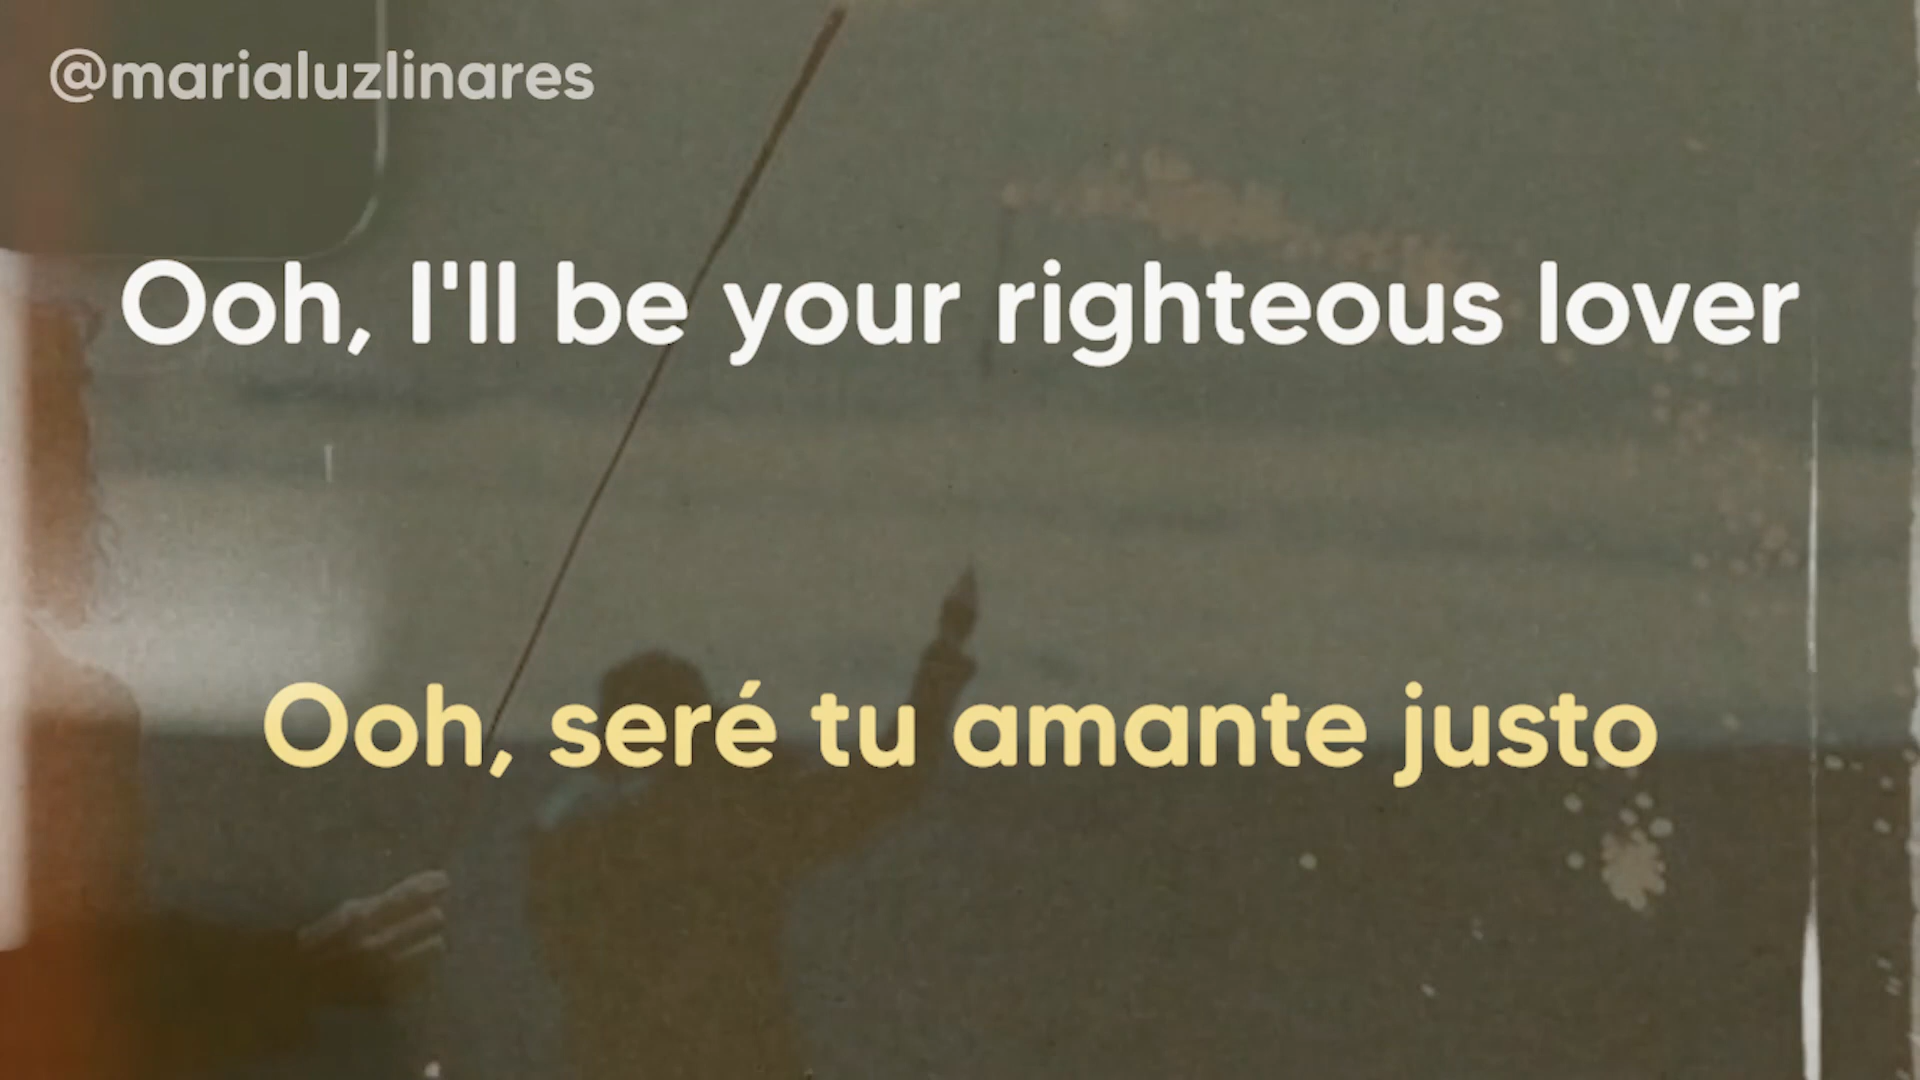 @marialuzlinares
Ooh, I'll be your righteous lover
Ooh, seré tu amante justo